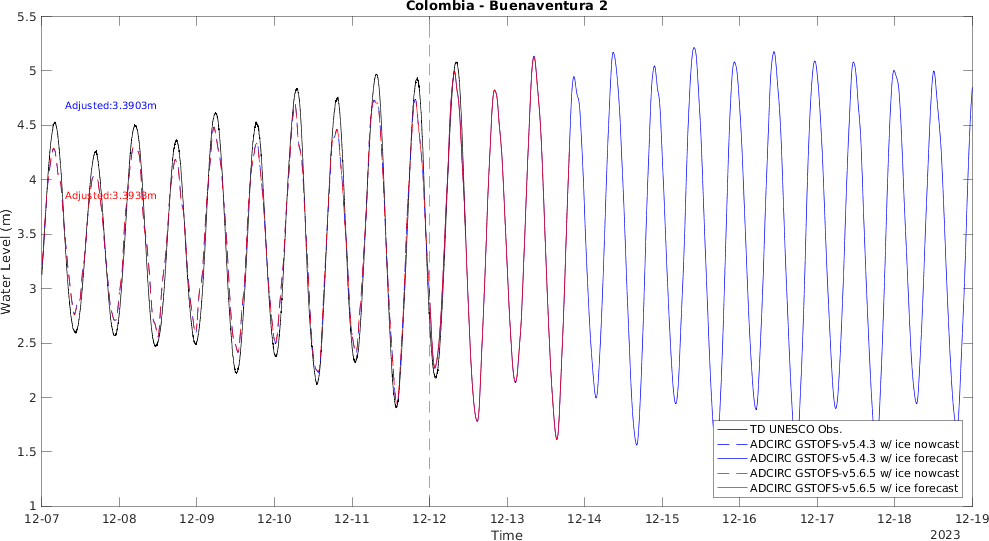 Colombia - Buenaventura 2
Water Level (m)
5.5
5
4.5
4
3.5
3
2.5
2
1.5
1
Adjusted:3.3903m
Adjusted:3.3938m
TD UNESCO Obs.
ADCIRC GSTOFS-v5.4.3 w/ ice nowcast
ADCIRC GSTOFS-v5.4.3 w/ ice forecast
ADCIRC GSTOFS-v5.6.5 w/ ice nowcast
ADCIRC GSTOFS-v5.6.5 w/ ice forecast
12-07 12-08 12-09 12-10 12-11 12-12 12-13 12-14 12-15 12-16 12-17 12-18 12-19
Time
2023